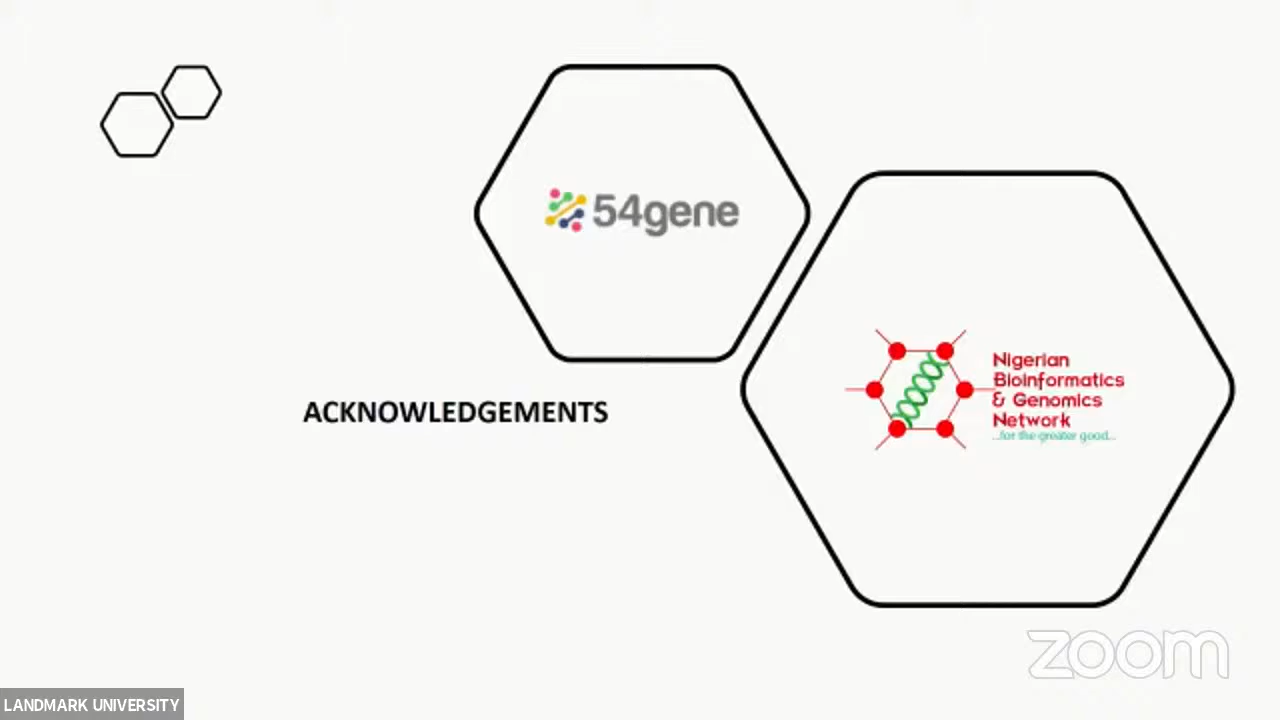 54gene
Nigerian
Bioinformatics
& Genomics
Network
...for the greater good...
ACKNOWLEDGEMENTS
zoom
LANDMARK UNIVERSITY